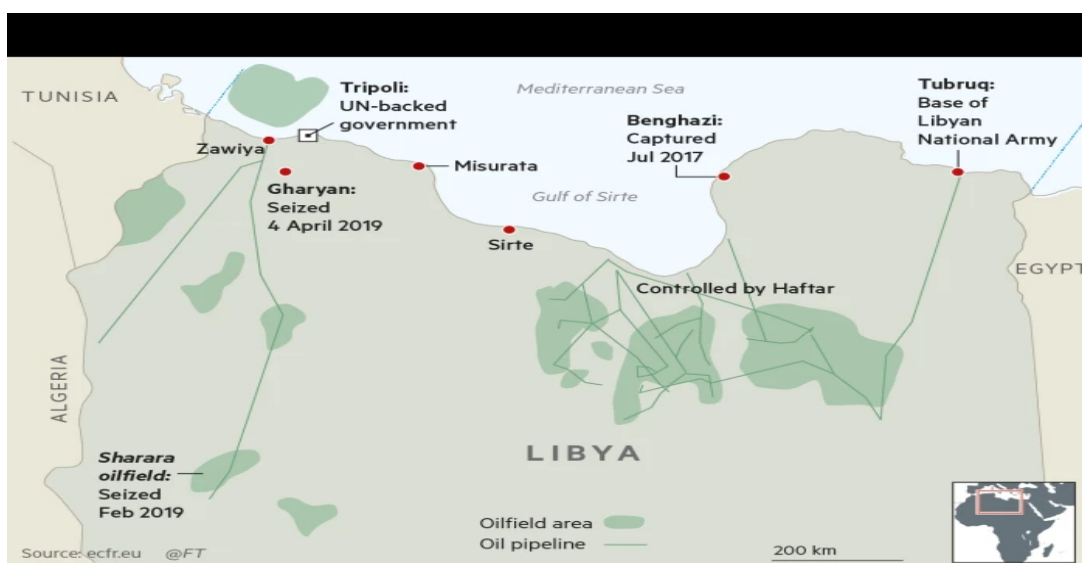 TUNISIA
Tripoli:
UN-backed
government
Mediterranean Sea
Benghazi:
Captured
Jul 2017
Tubruq:
Base of
Libyan
National Army
Zawiya
Misurata
Gharyan:
Seized
4 April 2019
Gulf of Sirte
Sirte
EGYPT
Controlled by Haftar
ALGERIA
LIBYA
Sharara
oilfield:
Seized
Feb 2019
Oilfield area
Oil pipeline
200 km
Source: ecfr.eu @FT